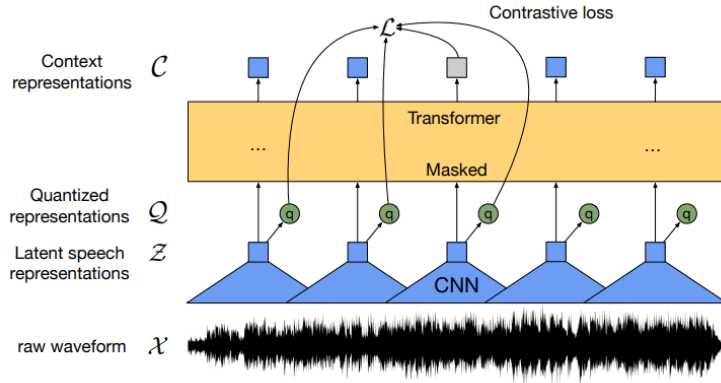 Contrastive loss
ℒ
Context
representations 𝒞
Transformer
... ...
Masked
Quantized
representations 𝒬
q q q q q
Latent speech
representations 𝒵
CNN
raw waveform 𝒳